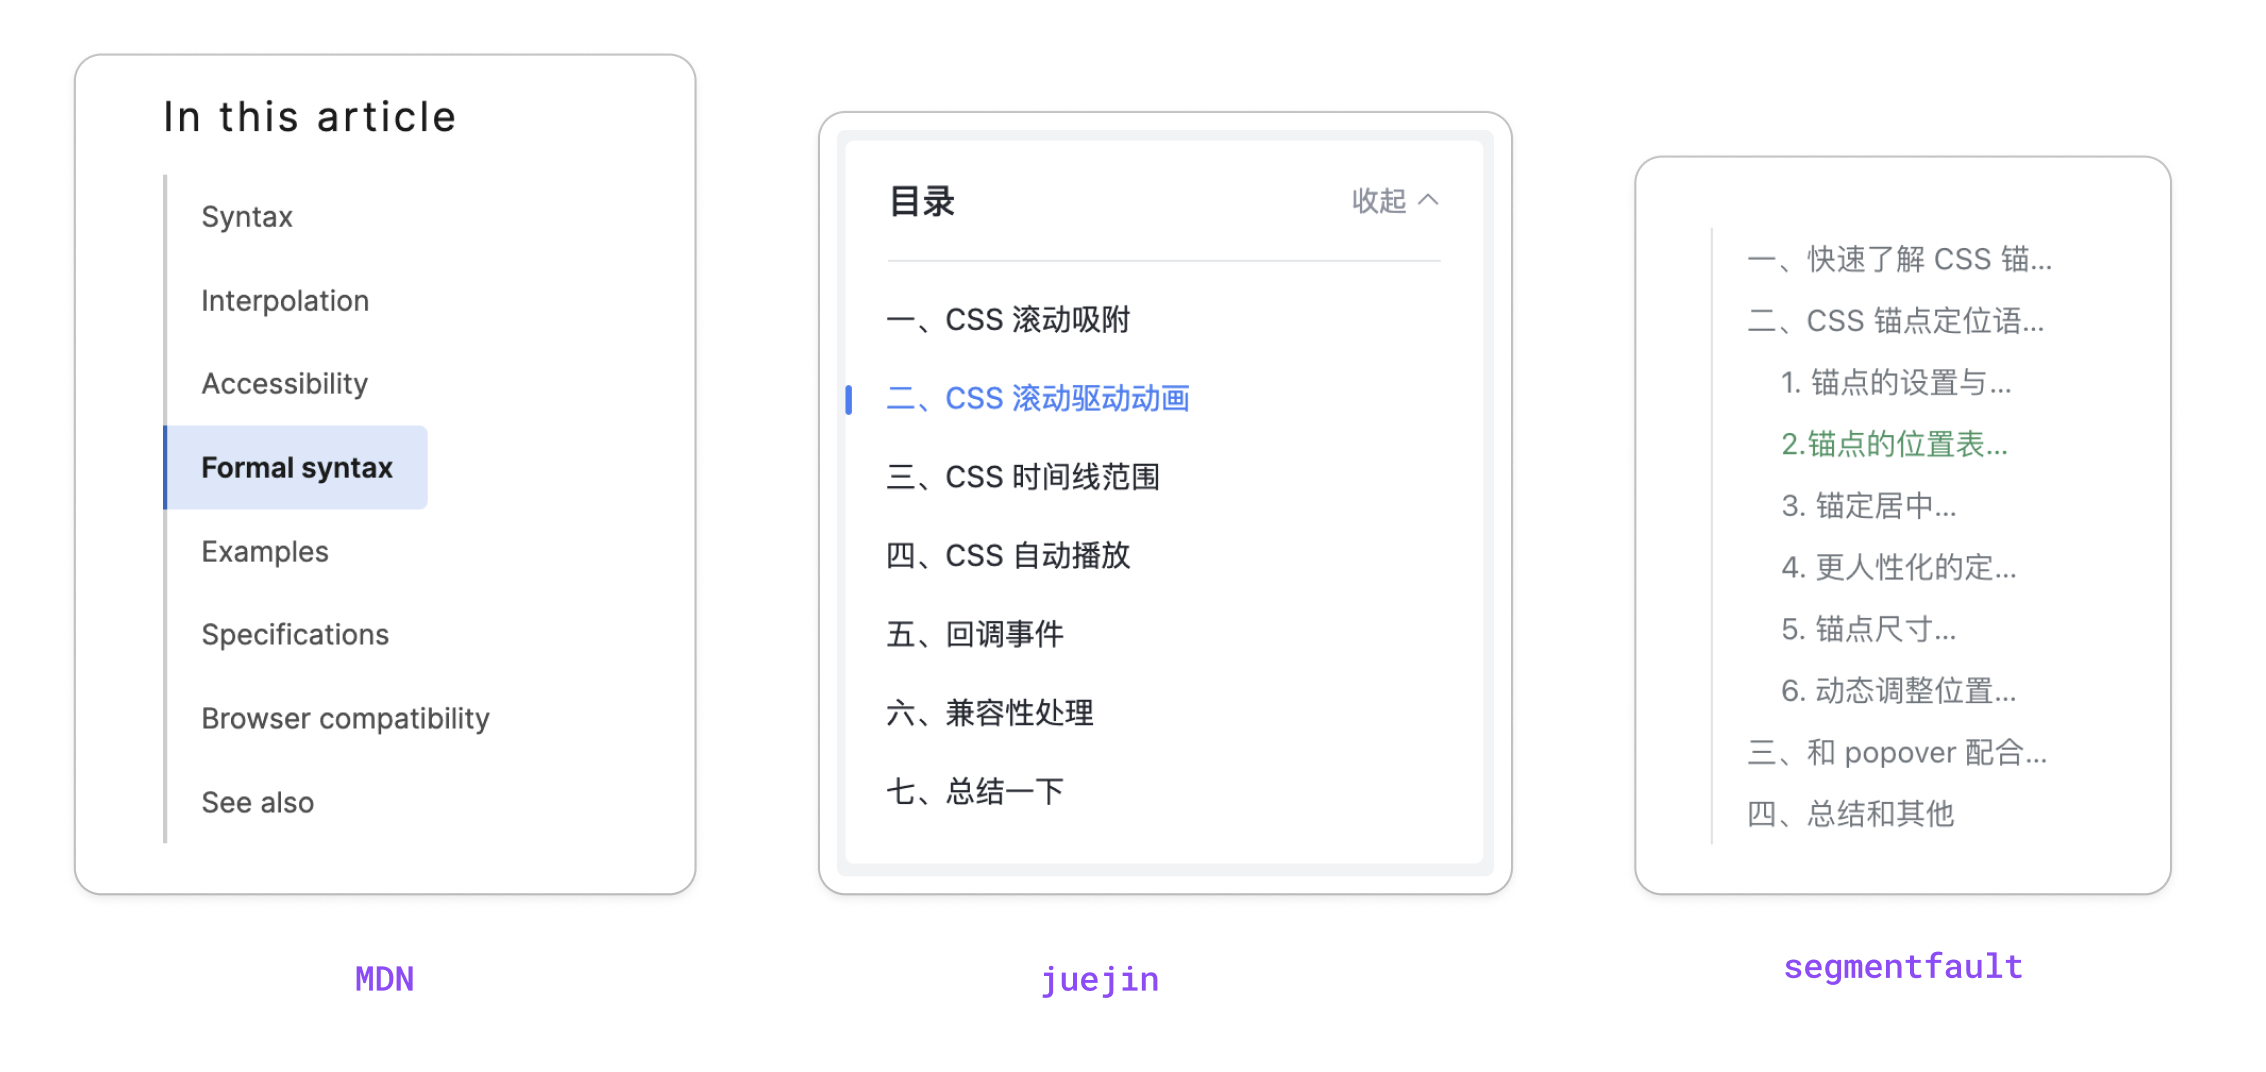 In this article
Syntax
Interpolation
Accessibility
Formal syntax
Examples
Specifications
Browser compatibility
See also
MDN
目录
收起
一、CSS 滚动吸附
二、CSS 滚动驱动动画
三、CSS 时间线范围
四、CSS 自动播放
五、回调事件
六、兼容性处理
七、总结一下
juejin
一、快速了解 CSS 锚...
二、CSS 锚点定位语...
1. 锚点的设置与...
2.锚点的位置表...
3. 锚定居中...
4. 更人性化的定...
5. 锚点尺寸...
6. 动态调整位置...
三、和 popover 配合...
四、总结和其他
segmentfault